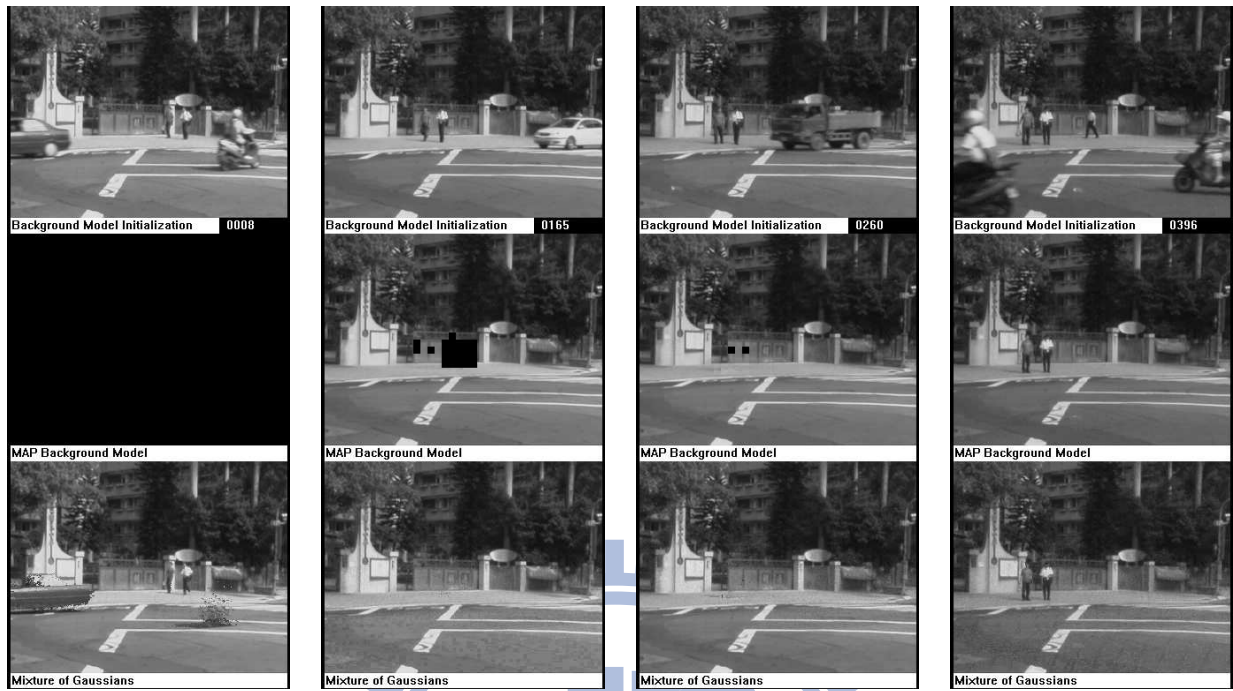 Background Model Initialization 0008
Background Model Initialization 0165
Background Model Initialization 0260
Background Model Initialization 0396
MAP Background Model
MAP Background Model
MAP Background Model
MAP Background Model
Mixture of Gaussians
Mixture of Gaussians
Mixture of Gaussians
Mixture of Gaussians